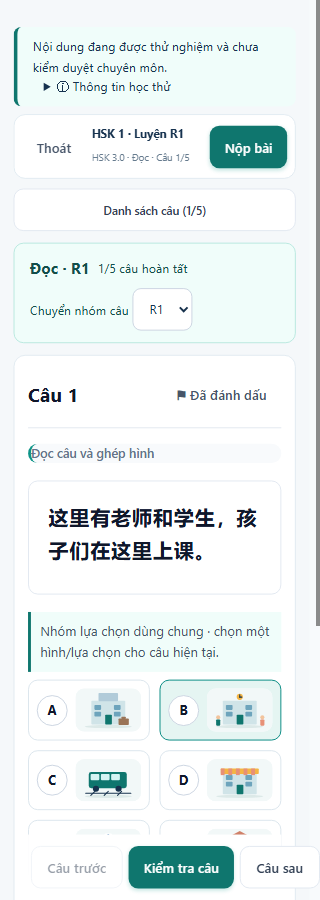 Nội dung đang được thử nghiệm và chưa
kiểm duyệt chuyên môn.
▶ ⓘ Thông tin học thử
Thoát
HSK 1 · Luyện R1
HSK 3.0 · Đọc · Câu 1/5
Nộp bài
Danh sách câu (1/5)
Đọc · R1 1/5 câu hoàn tất
Chuyển nhóm câu R1
Câu 1
Đã đánh dấu
Đọc câu và ghép hình
这里有老师和学生，孩
子们在这里上课。
Nhóm lựa chọn dùng chung · chọn một
hình/lựa chọn cho câu hiện tại.
A
B
C
D
Câu trước
Kiểm tra câu
Câu sau